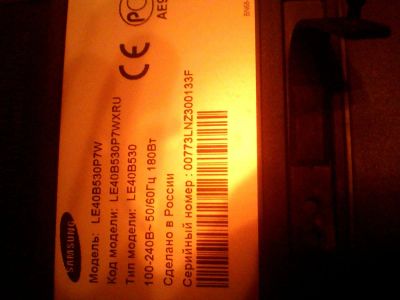 SAMSUNG
Модель: LE40B530P7W
Код модели: LE40B530P7WXRU
Тип модели: LE40B530
100-240В~ 50/60Гц 180Вт
Сделано в России
Серийный номер: 00773LNZ300133F
CE